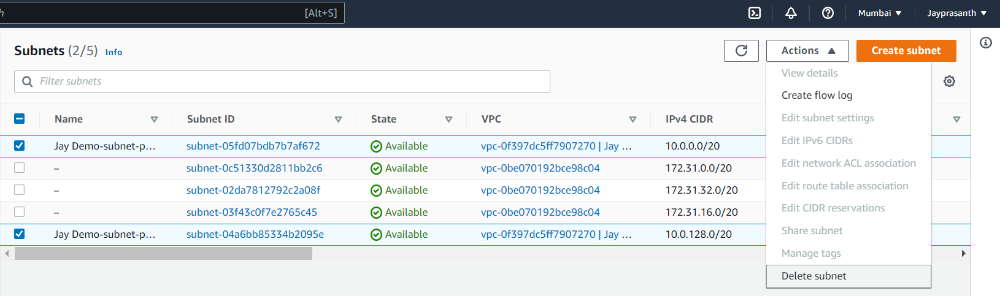 [Alt+S] Mumbai ▼ Jayprasanth ▼
Subnets (2/5) Info
Actions ▲ Create subnet
Filter subnets
View details
Create flow log
Edit subnet settings
Edit IPv6 CIDRs
Edit network ACL association
Edit route table association
Edit CIDR reservations
Share subnet
Manage tags
Delete subnet
Name Subnet ID State VPC IPv4 CIDR
Jay Demo-subnet-p... subnet-05fd07bdb7b7af672 Available vpc-0f397dc5ff7907270 | Jay ... 10.0.0.0/20
– subnet-0c51330d2811bb2c6 Available vpc-0be070192bce98c04 172.31.0.0/20
– subnet-02da7812792c2a08f Available vpc-0be070192bce98c04 172.31.32.0/20
– subnet-03f43c0f7e2765c45 Available vpc-0be070192bce98c04 172.31.16.0/20
Jay Demo-subnet-p... subnet-04a6bb85334b2095e Available vpc-0f397dc5ff7907270 | Jay ... 10.0.128.0/20